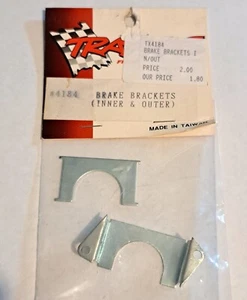 TRA
TX4184
BRAKE BRACKETS I
N/OUT
PRICE 2.00
OUR PRICE 1.80
#4184 BRAKE BRACKETS
(INNER & OUTER)
MADE IN TAIWAN